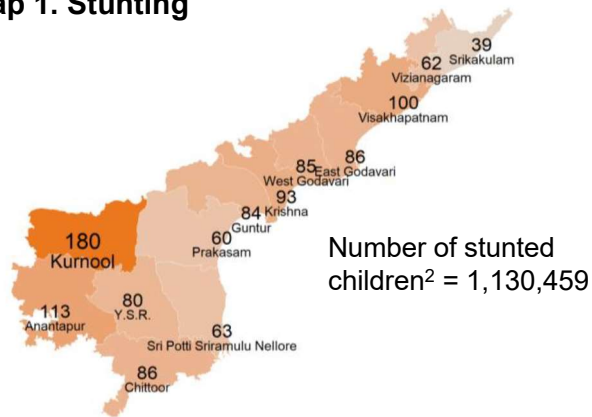 ap 1. Stunting
39
Srikakulam
62
Vizianagaram
100
Visakhapatnam
86
East Godavari
85
West Godavari
93
Krishna
84
Guntur
60
Prakasam
180
Kurnool
Number of stunted
children² = 1,130,459
113
Anantapur
80
Y.S.R.
63
Sri Potti Sriramulu Nellore
86
Chittoor